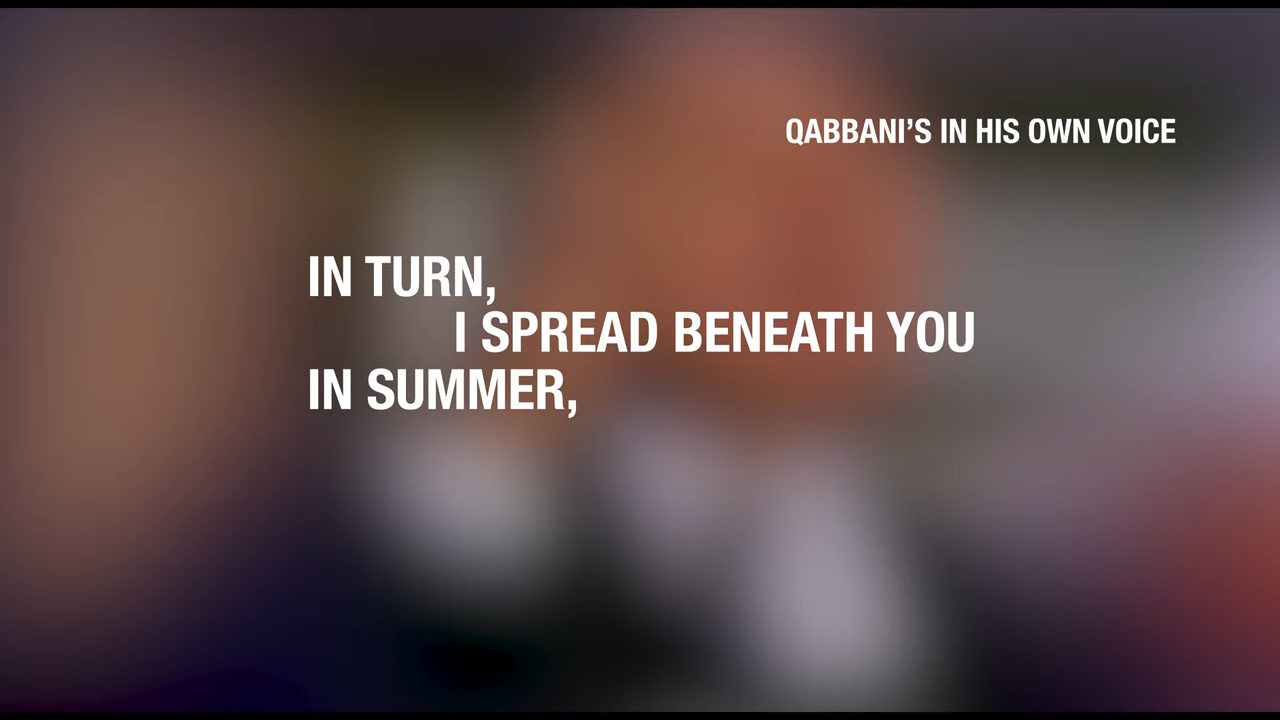 QABBANI’S IN HIS OWN VOICE
IN TURN,
I SPREAD BENEATH YOU
IN SUMMER,